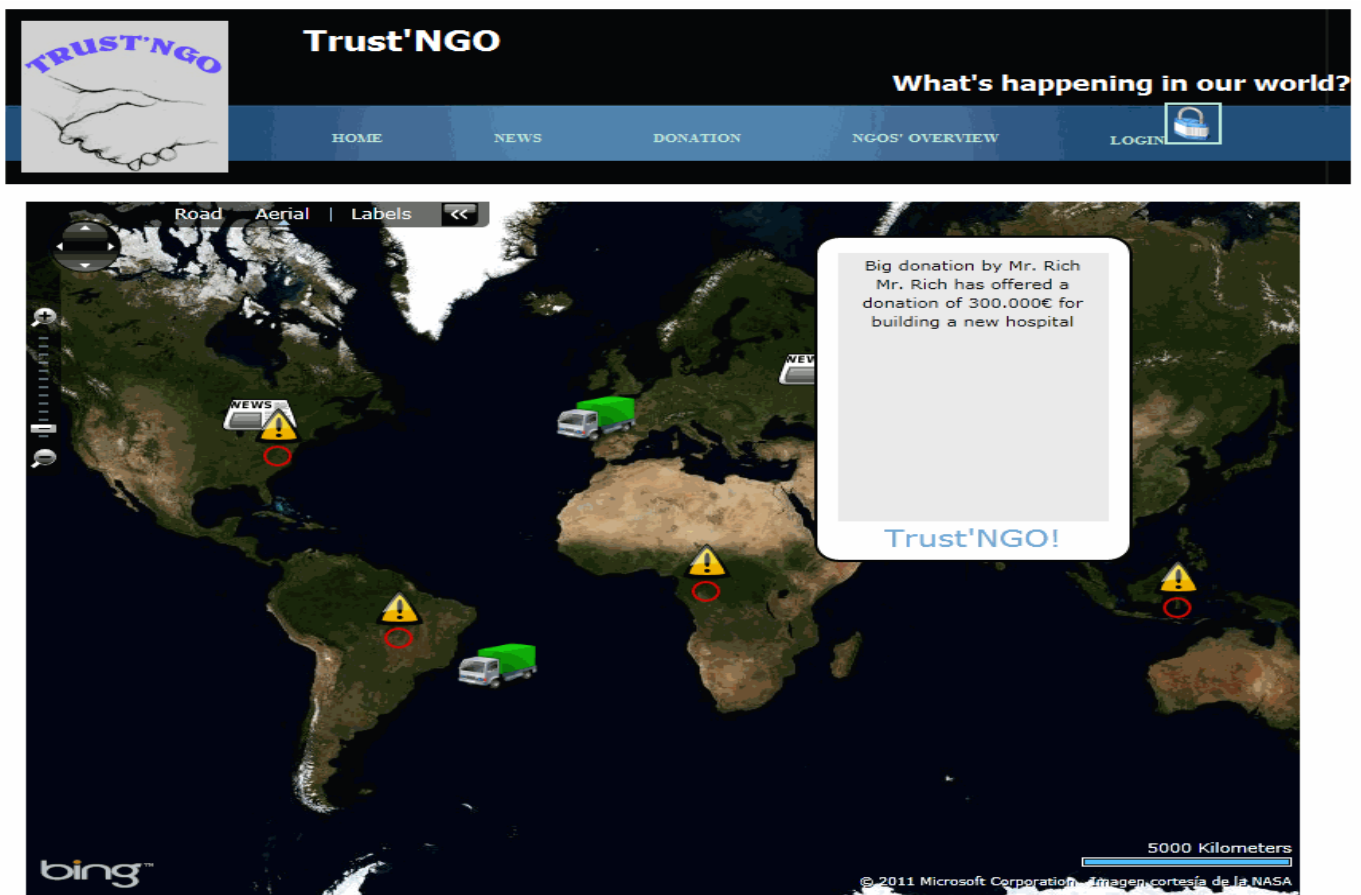 TRUST'NGO
Trust'NGO
What's happening in our world?
HOME NEWS DONATION NGOS' OVERVIEW LOGIN
Road Aerial | Labels <<
Big donation by Mr. Rich
Mr. Rich has offered a
donation of 300.000€ for
building a new hospital
NEWS
Trust'NGO!
5000 Kilometers
bing™
© 2011 Microsoft Corporation Imagen cortesía de la NASA